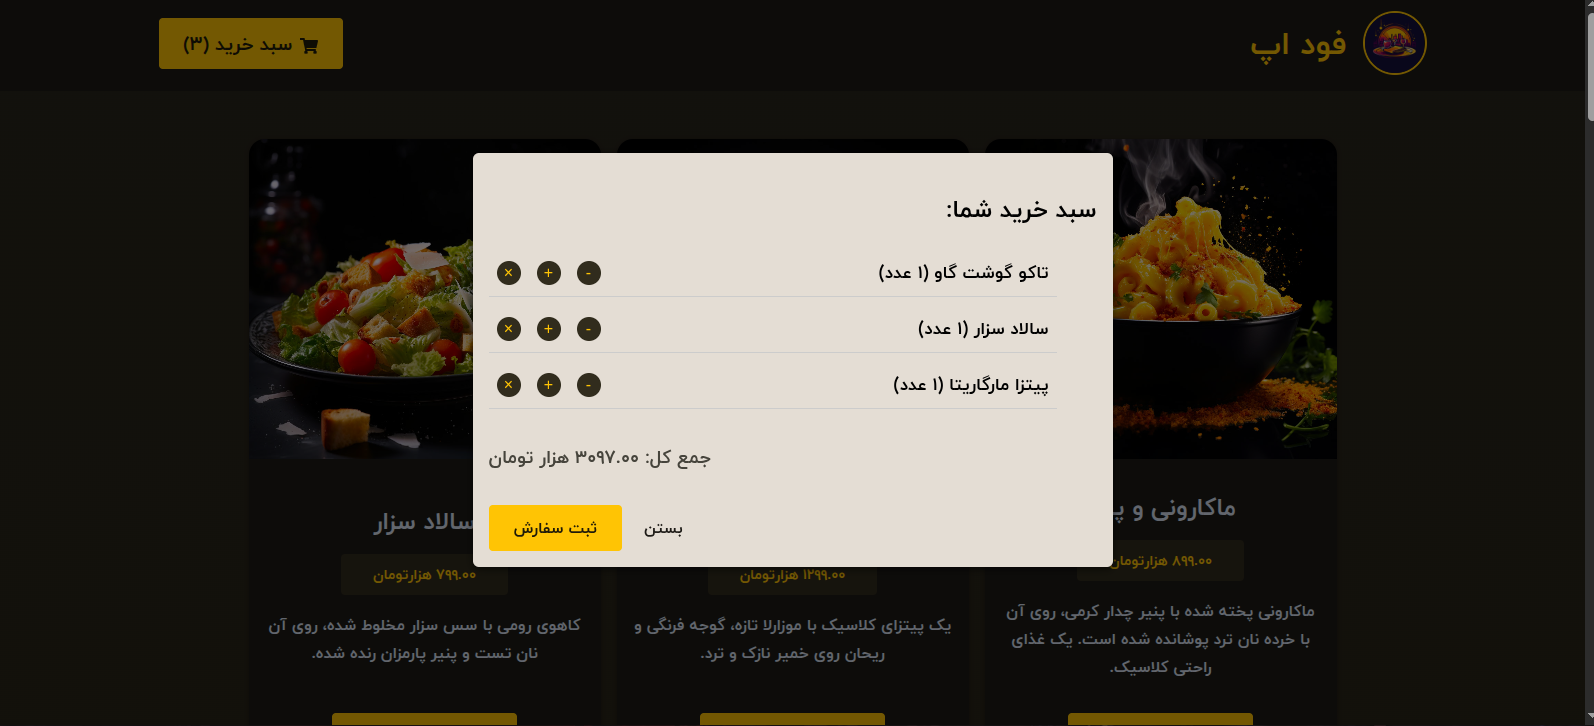 فود اپ
سبد خرید (۳)
سبد خرید شما:
تاکو گوشت گاو (۱ عدد)
- + ×
سالاد سزار (۱ عدد)
- + ×
پیتزا مارگاریتا (۱ عدد)
- + ×
جمع کل: ۳۰۹۷.۰۰ هزار تومان
بستن
ثبت سفارش
ماکارونی و پ
۸۹۹.۰۰ هزارتومان
ماکارونی پخته شده با پنیر چدار کرمی، روی آن
با خرده نان ترد پوشانده شده است. یک غذای
راحتی کلاسیک.
۱۲۹۹.۰۰ هزارتومان
یک پیتزای کلاسیک با موزارلا تازه، گوجه فرنگی و
ریحان روی خمیر نازک و ترد.
سالاد سزار
۷۹۹.۰۰ هزارتومان
کاهوی رومی با سس سزار مخلوط شده، روی آن
نان تست و پنیر پارمزان رنده شده.